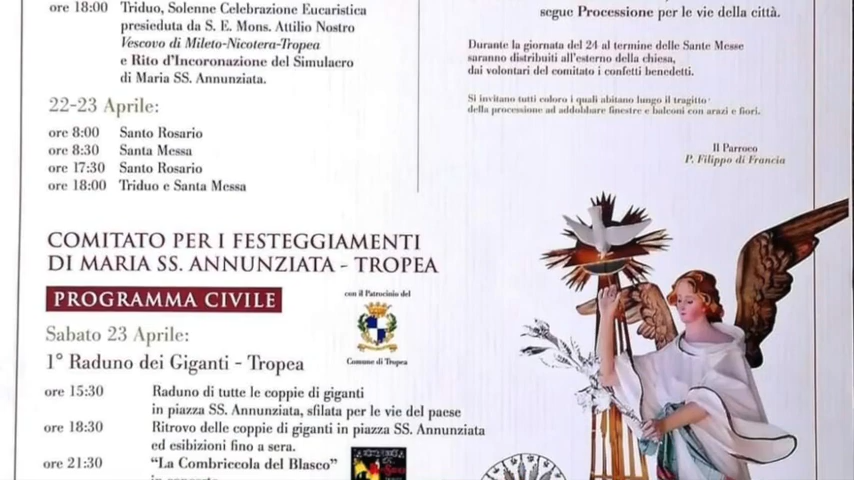 ore 18:00 Triduo, Solenne Celebrazione Eucaristica
presieduta da S. E. Mons. Attilio Nostro
Vescovo di Mileto-Nicotera-Tropea
e Rito d’Incoronazione del Simulacro
di Maria SS. Annunziata.
22-23 Aprile:
ore 8:00 Santo Rosario
ore 8:30 Santa Messa
ore 17:30 Santo Rosario
ore 18:00 Triduo e Santa Messa
segue Processione per le vie della città.
Durante la giornata del 24 al termine delle Sante Messe
saranno distribuiti all’esterno della chiesa,
dai volontari del comitato i confetti benedetti.
Si invitano tutti coloro i quali abitano lungo il tragitto
della processione ad addobbare finestre e balconi con arazi e fiori.
Il Parroco
P. Filippo di Francia
COMITATO PER I FESTEGGIAMENTI
DI MARIA SS. ANNUNZIATA - TROPEA
PROGRAMMA CIVILE
con il Patrocinio del
Comune di Tropea
Sabato 23 Aprile:
1° Raduno dei Giganti - Tropea
ore 15:30 Raduno di tutte le coppie di giganti
in piazza SS. Annunziata, sfilata per le vie del paese
ore 18:30 Ritrovo delle coppie di giganti in piazza SS. Annunziata
ed esibizioni fino a sera.
ore 21:30 “La Combriccola del Blasco”
in concerto